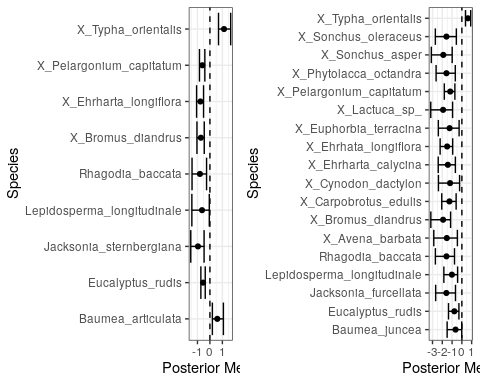 Species
X_Typha_orientalis
X_Pelargonium_capitatum
X_Ehrharta_longiflora
X_Bromus_diandrus
Rhagodia_baccata
Lepidosperma_longitudinale
Jacksonia_sternbergiana
Eucalyptus_rudis
Baumea_articulata
-1 0 1
Posterior Me
Species
X_Typha_orientalis
X_Sonchus_oleraceus
X_Sonchus_asper
X_Phytolacca_octandra
X_Pelargonium_capitatum
X_Lactuca_sp_
X_Euphorbia_terracina
X_Ehrhata_longiflora
X_Ehrharta_calycina
X_Cynodon_dactylon
X_Carpobrotus_edulis
X_Bromus_diandrus
X_Avena_barbata
Rhagodia_baccata
Lepidosperma_longitudinale
Jacksonia_furcellata
Eucalyptus_rudis
Baumea_juncea
-3-2-1 0 1
Posterior Me